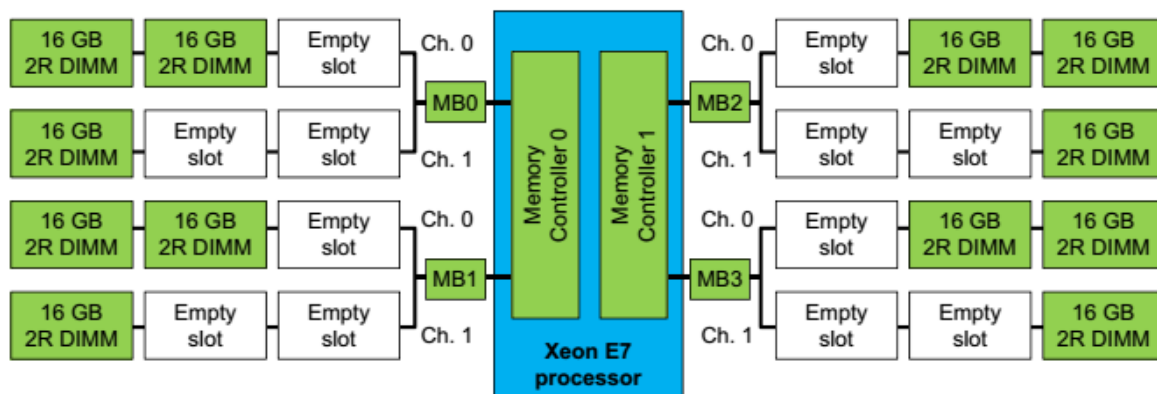 16 GB
2R DIMM
16 GB
2R DIMM
Empty
slot
Ch. 0
MB0
16 GB
2R DIMM
Empty
slot
Empty
slot
Ch. 1
16 GB
2R DIMM
16 GB
2R DIMM
Empty
slot
Ch. 0
MB1
16 GB
2R DIMM
Empty
slot
Empty
slot
Ch. 1
Memory
Controller 0
Memory
Controller 1
Xeon E7
processor
Ch. 0
MB2
Empty
slot
16 GB
2R DIMM
16 GB
2R DIMM
Ch. 1
Empty
slot
Empty
slot
16 GB
2R DIMM
Ch. 0
MB3
Empty
slot
16 GB
2R DIMM
16 GB
2R DIMM
Ch. 1
Empty
slot
Empty
slot
16 GB
2R DIMM